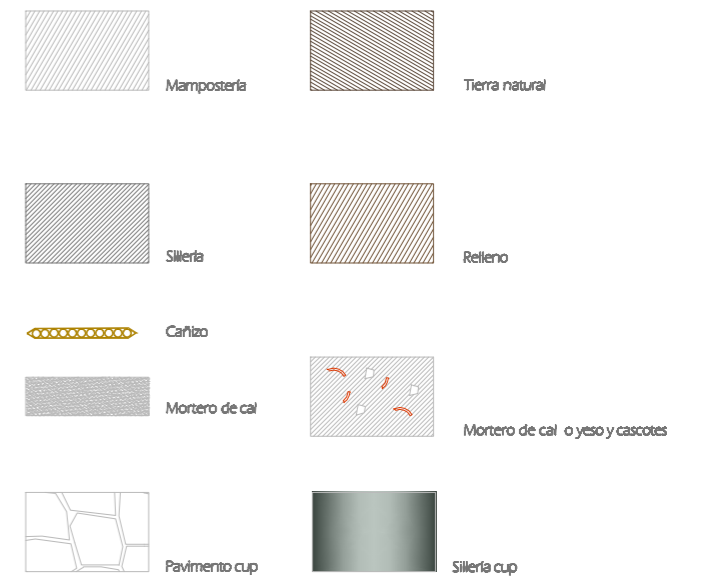 Mampostería
Tierra natural
Sillería
Relleno
Cañizo
Mortero de cal
Mortero de cal o yeso y cascotes
Pavimento cup
Sillería cup